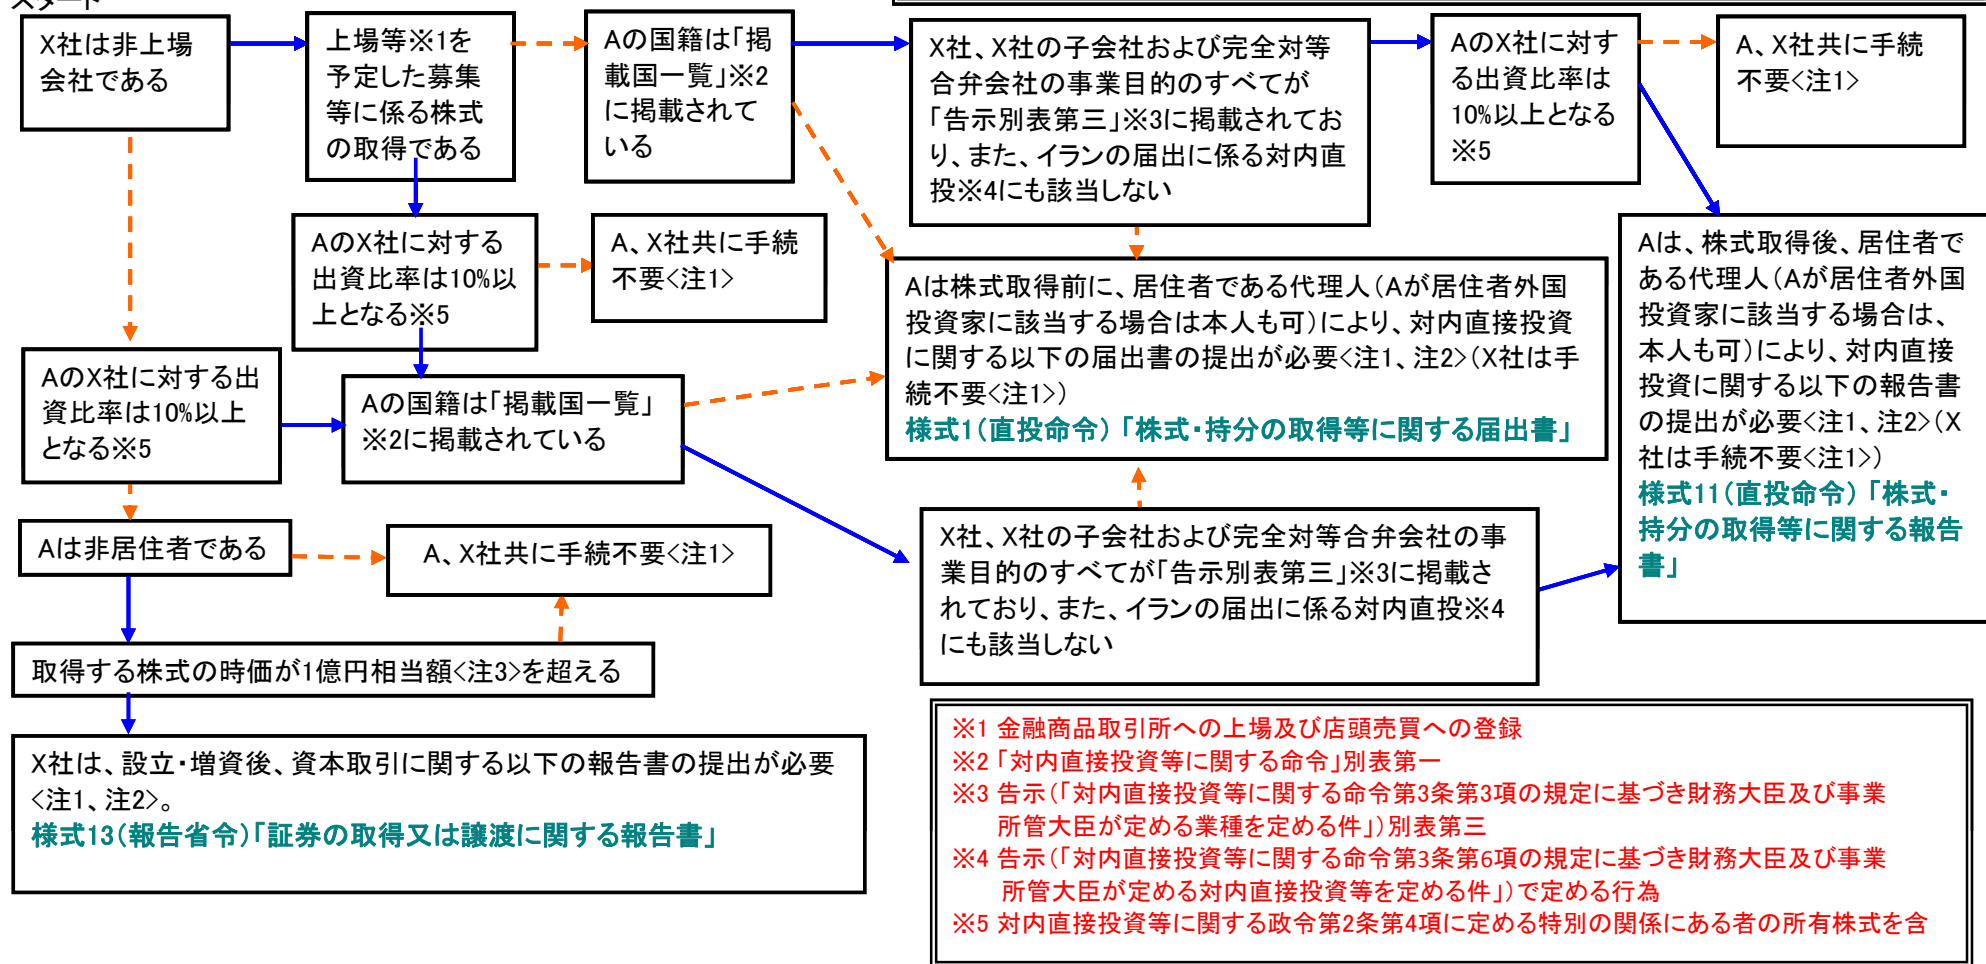 スタート
X社は非上場
会社である
上場等※1を
予定した募集
等に係る株式
の取得である
Aの国籍は「掲
載国一覧」※2
に掲載されて
いる
X社、X社の子会社および完全対等
合弁会社の事業目的のすべてが
「告示別表第三」※3に掲載されてお
り、また、イランの届出に係る対内直
投※4にも該当しない
AのX社に対す
る出資比率は
10%以上となる
※5
A、X社共に手続
不要<注1>
AのX社に対する
出資比率は10%以
上となる※5
A、X社共に手続
不要<注1>
Aは株式取得前に、居住者である代理人(Aが居住者外国
投資家に該当する場合は本人も可)により、対内直接投資
に関する以下の届出書の提出が必要<注1、注2>(X社は手
続不要<注1>)
様式1(直投命令)「株式・持分の取得等に関する届出書」
Aは、株式取得後、居住者で
ある代理人(Aが居住者外国
投資家に該当する場合は、
本人も可)により、対内直接
投資に関する以下の報告書
の提出が必要<注1、注2>(X
社は手続不要<注1>)
様式11(直投命令)「株式・
持分の取得等に関する報告
書」
AのX社に対する出
資比率は10%以上
となる※5
Aの国籍は「掲載国一覧」
※2に掲載されている
Aは非居住者である
A、X社共に手続不要<注1>
X社、X社の子会社および完全対等合弁会社の事
業目的のすべてが「告示別表第三」※3に掲載さ
れており、また、イランの届出に係る対内直投※4
にも該当しない
取得する株式の時価が1億円相当額<注3>を超える
X社は、設立・増資後、資本取引に関する以下の報告書の提出が必要
<注1、注2>。
様式13(報告省令)「証券の取得又は譲渡に関する報告書」
※1 金融商品取引所への上場及び店頭売買への登録
※2 「対内直接投資等に関する命令」別表第一
※3 告示(「対内直接投資等に関する命令第3条第3項の規定に基づき財務大臣及び事業
所管大臣が定める業種を定める件」)別表第三
※4 告示(「対内直接投資等に関する命令第3条第6項の規定に基づき財務大臣及び事業
所管大臣が定める対内直接投資等を定める件」)で定める行為
※5 対内直接投資等に関する政令第2条第4項に定める特別の関係にある者の所有株式を含